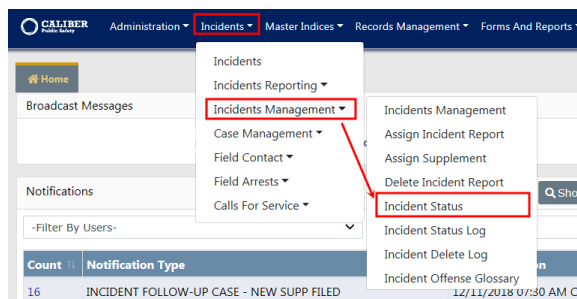 CALIBER
Public Safety
Administration Incidents Master Indices Records Management Forms And Reports
Home
Broadcast Messages
Incidents
Incidents Reporting
Incidents Management
Case Management
Field Contact
Field Arrests
Calls For Service
Incidents Management
Assign Incident Report
Assign Supplement
Delete Incident Report
Incident Status
Incident Status Log
Incident Delete Log
Incident Offense Glossary
Notifications
-Filter By Users-
Count Notification Type
16 INCIDENT FOLLOW-UP CASE - NEW SUPP FILED 12/11/2018 07:30 AM